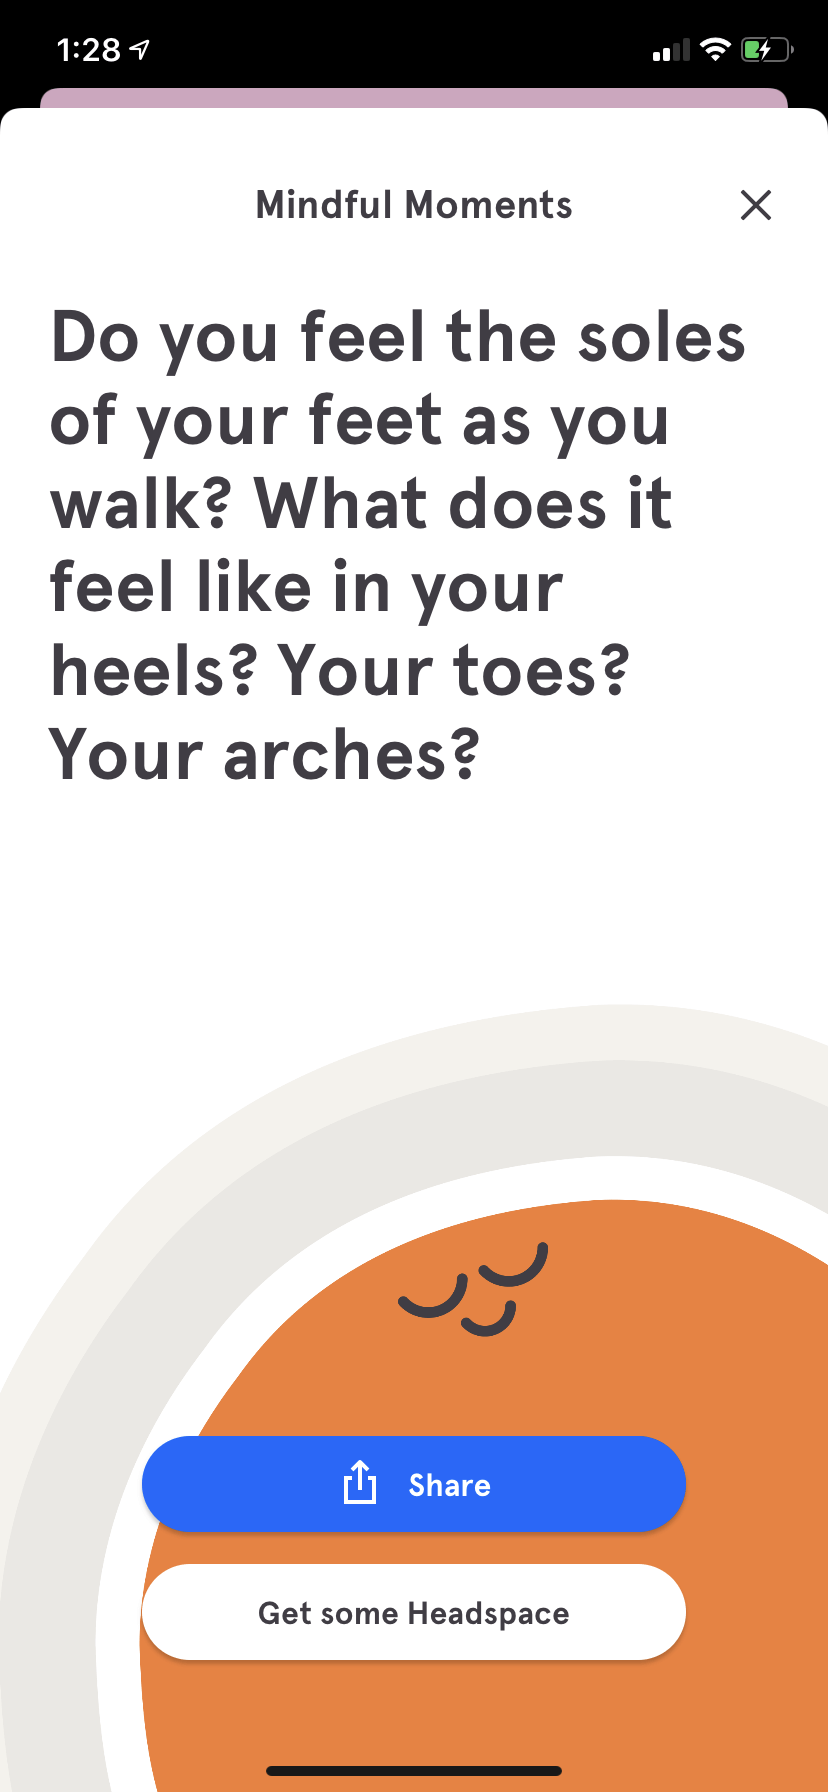 1:28
Mindful Moments
Do you feel the soles
of your feet as you
walk? What does it
feel like in your
heels? Your toes?
Your arches?
Share
Get some Headspace